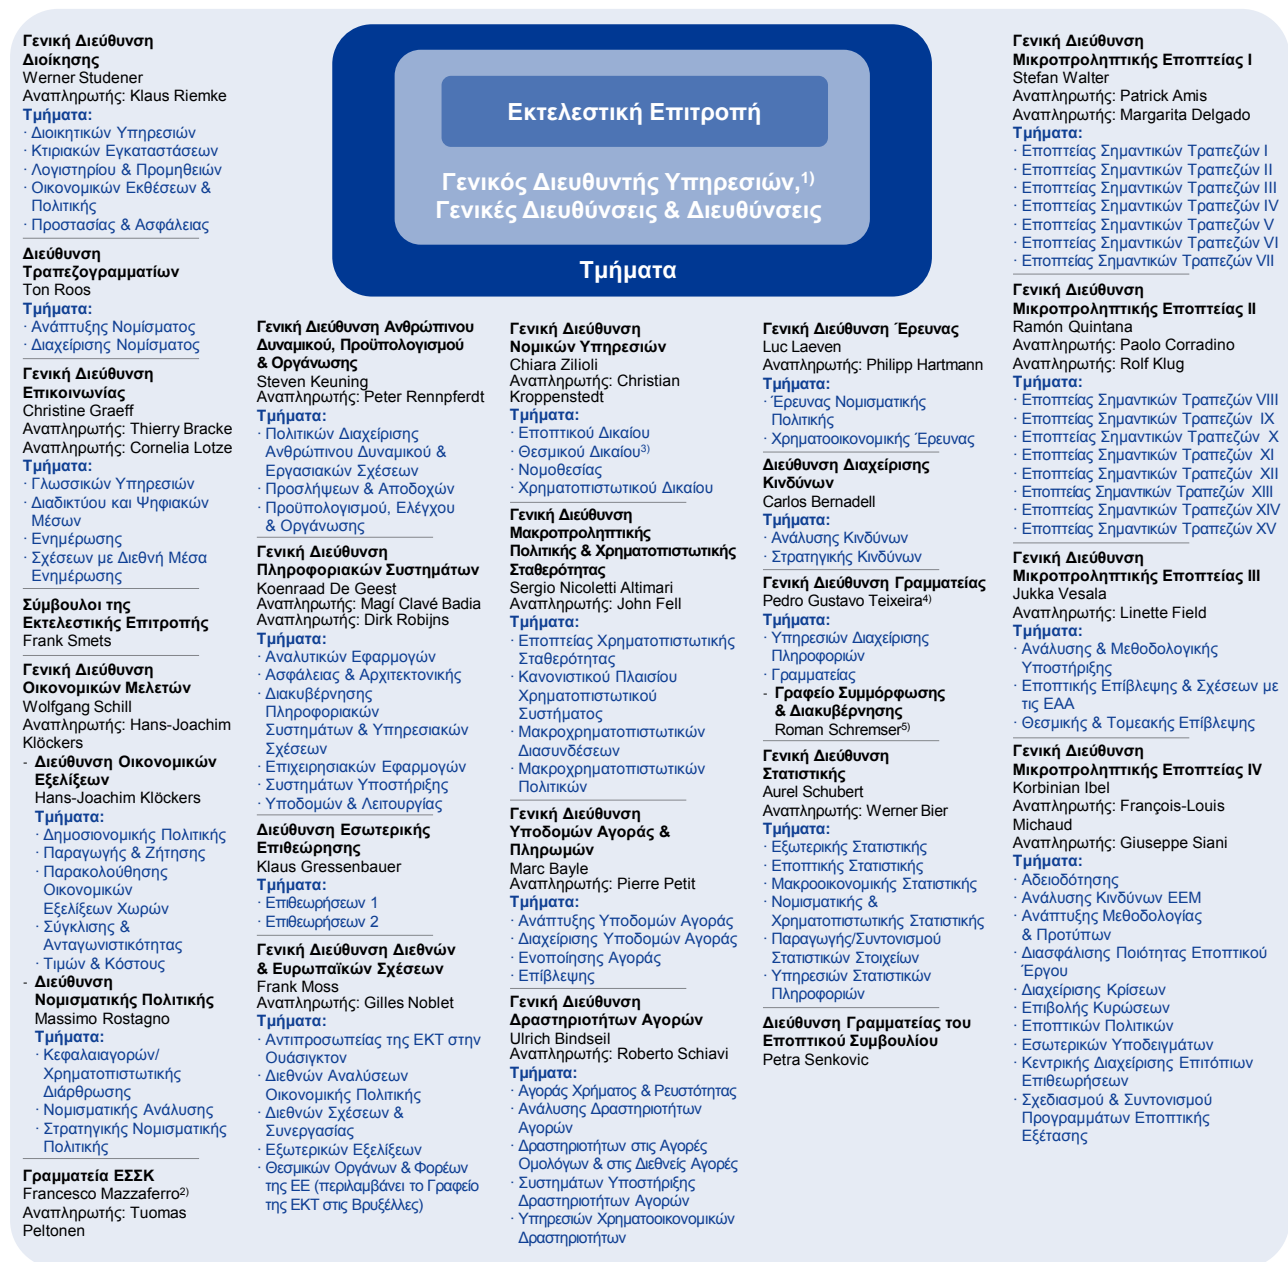 Γενική Διεύθυνση
Διοίκησης
Werner Studener
Αναπληρωτής: Klaus Riemke
Τμήματα:
· Διοικητικών Υπηρεσιών
· Κτιριακών Εγκαταστάσεων
· Λογιστηρίου & Προμηθειών
· Οικονομικών Εκθέσεων &
Πολιτικής
· Προστασίας & Ασφάλειας
Διεύθυνση
Τραπεζογραμματίων
Ton Roos
Τμήματα:
· Ανάπτυξης Νομίσματος
· Διαχείρισης Νομίσματος
Γενική Διεύθυνση
Επικοινωνίας
Christine Graeff
Αναπληρωτής: Thierry Bracke
Αναπληρωτής: Cornelia Lotze
Τμήματα:
· Γλωσσικών Υπηρεσιών
· Διαδικτύου και Ψηφιακών
Μέσων
· Ενημέρωσης
· Σχέσεων με Διεθνή Μέσα
Ενημέρωσης
Σύμβουλοι της
Εκτελεστικής Επιτροπής
Frank Smets
Γενική Διεύθυνση
Οικονομικών Μελετών
Wolfgang Schill
Αναπληρωτής: Hans-Joachim
Klöckers
- Διεύθυνση Οικονομικών
Εξελίξεων
Hans-Joachim Klöckers
Τμήματα:
· Δημοσιονομικής Πολιτικής
· Παραγωγής & Ζήτησης
· Παρακολούθησης
Οικονομικών
Εξελίξεων Χωρών
· Σύγκλισης &
Ανταγωνιστικότητας
· Τιμών & Κόστους
- Διεύθυνση
Νομισματικής Πολιτικής
Massimo Rostagno
Τμήματα:
· Κεφαλαιαγορών/
Χρηματοπιστωτικής
Διάρθρωσης
· Νομισματικής Ανάλυσης
· Στρατηγικής Νομισματικής
Πολιτικής
Γραμματεία ΕΣΣΚ
Francesco Mazzaferro2)
Αναπληρωτής: Tuomas
Peltonen
Εκτελεστική Επιτροπή
Γενικός Διευθυντής Υπηρεσιών,1)
Γενικές Διευθύνσεις & Διευθύνσεις
Τμήματα
Γενική Διεύθυνση Ανθρώπινου
Δυναμικού, Προϋπολογισμού
& Οργάνωσης
Steven Keuning
Αναπληρωτής: Peter Rennpferdt
Τμήματα:
· Πολιτικών Διαχείρισης
Ανθρώπινου Δυναμικού &
Εργασιακών Σχέσεων
· Προσλήψεων & Αποδοχών
· Προϋπολογισμού, Ελέγχου
& Οργάνωσης
Γενική Διεύθυνση
Πληροφοριακών Συστημάτων
Koenraad De Geest
Αναπληρωτής: Magí Clavé Badia
Αναπληρωτής: Dirk Robijns
Τμήματα:
· Αναλυτικών Εφαρμογών
· Ασφάλειας & Αρχιτεκτονικής
· Διακυβέρνησης
Πληροφοριακών
Συστημάτων & Υπηρεσιακών
Σχέσεων
· Επιχειρησιακών Εφαρμογών
· Συστημάτων Υποστήριξης
· Υποδομών & Λειτουργίας
Διεύθυνση Εσωτερικής
Επιθεώρησης
Klaus Gressenbauer
Τμήματα:
· Επιθεωρήσεων 1
· Επιθεωρήσεων 2
Γενική Διεύθυνση Διεθνών
& Ευρωπαϊκών Σχέσεων
Frank Moss
Αναπληρωτής: Gilles Noblet
Τμήματα:
· Αντιπροσωπείας της ΕΚΤ στην
Ουάσιγκτον
· Διεθνών Αναλύσεων
Οικονομικής Πολιτικής
· Διεθνών Σχέσεων &
Συνεργασίας
· Εξωτερικών Εξελίξεων
· Θεσμικών Οργάνων & Φορέων
της ΕΕ (περιλαμβάνει το Γραφείο
της ΕΚΤ στις Βρυξέλλες)
Γενική Διεύθυνση
Νομικών Υπηρεσιών
Chiara Zilioli
Αναπληρωτής: Christian
Kroppenstedt
Τμήματα:
· Εποπτικού Δικαίου
· Θεσμικού Δικαίου3)
· Νομοθεσίας
· Χρηματοπιστωτικού Δικαίου
Γενική Διεύθυνση
Μακροπροληπτικής
Πολιτικής & Χρηματοπιστωτικής
Σταθερότητας
Sergio Nicoletti Altimari
Αναπληρωτής: John Fell
Τμήματα:
· Εποπτείας Χρηματοπιστωτικής
Σταθερότητας
· Κανονιστικού Πλαισίου
Χρηματοπιστωτικού
Συστήματος
· Μακροχρηματοπιστωτικών
Διασυνδέσεων
· Μακροχρηματοπιστωτικών
Πολιτικών
Γενική Διεύθυνση
Υποδομών Αγοράς &
Πληρωμών
Marc Bayle
Αναπληρωτής: Pierre Petit
Τμήματα:
· Ανάπτυξης Υποδομών Αγοράς
· Διαχείρισης Υποδομών Αγοράς
· Ενοποίησης Αγοράς
· Επίβλεψης
Γενική Διεύθυνση
Δραστηριοτήτων Αγορών
Ulrich Bindseil
Αναπληρωτής: Roberto Schiavi
Τμήματα:
· Αγοράς Χρήματος & Ρευστότητας
· Ανάλυσης Δραστηριοτήτων
Αγορών
· Δραστηριοτήτων στις Αγορές
Ομολόγων & στις Διεθνείς Αγορές
· Συστημάτων Υποστήριξης
Δραστηριοτήτων Αγορών
· Υπηρεσιών Χρηματοοικονομικών
Δραστηριοτήτων
Γενική Διεύθυνση Έρευνας
Luc Laeven
Αναπληρωτής: Philipp Hartmann
Τμήματα:
· Έρευνας Νομισματικής
Πολιτικής
· Χρηματοοικονομικής Έρευνας
Διεύθυνση Διαχείρισης
Κινδύνων
Carlos Bernadell
Τμήματα:
· Ανάλυσης Κινδύνων
· Στρατηγικής Κινδύνων
Γενική Διεύθυνση Γραμματείας
Pedro Gustavo Teixeira4)
Τμήματα:
· Υπηρεσιών Διαχείρισης
Πληροφοριών
· Γραμματείας
- Γραφείο Συμμόρφωσης
& Διακυβέρνησης
Roman Schremser5)
Γενική Διεύθυνση
Στατιστικής
Aurel Schubert
Αναπληρωτής: Werner Bier
Τμήματα:
· Εξωτερικής Στατιστικής
· Εποπτικής Στατιστικής
· Μακροοικονομικής Στατιστικής
· Νομισματικής &
Χρηματοπιστωτικής Στατιστικής
· Παραγωγής/Συντονισμού
Στατιστικών Στοιχείων
· Υπηρεσιών Στατιστικών
Πληροφοριών
Διεύθυνση Γραμματείας του
Εποπτικού Συμβουλίου
Petra Senkovic
Γενική Διεύθυνση
Μικροπροληπτικής Εποπτείας I
Stefan Walter
Αναπληρωτής: Patrick Amis
Αναπληρωτής: Margarita Delgado
Τμήματα:
· Εποπτείας Σημαντικών Τραπεζών I
· Εποπτείας Σημαντικών Τραπεζών II
· Εποπτείας Σημαντικών Τραπεζών III
· Εποπτείας Σημαντικών Τραπεζών IV
· Εποπτείας Σημαντικών Τραπεζών V
· Εποπτείας Σημαντικών Τραπεζών VI
· Εποπτείας Σημαντικών Τραπεζών VII
Γενική Διεύθυνση
Μικροπροληπτικής Εποπτείας II
Ramón Quintana
Αναπληρωτής: Paolo Corradino
Αναπληρωτής: Rolf Klug
Τμήματα:
· Εποπτείας Σημαντικών Τραπεζών VIII
· Εποπτείας Σημαντικών Τραπεζών IX
· Εποπτείας Σημαντικών Τραπεζών X
· Εποπτείας Σημαντικών Τραπεζών XI
· Εποπτείας Σημαντικών Τραπεζών XII
· Εποπτείας Σημαντικών Τραπεζών XIII
· Εποπτείας Σημαντικών Τραπεζών XIV
· Εποπτείας Σημαντικών Τραπεζών XV
Γενική Διεύθυνση
Μικροπροληπτικής Εποπτείας III
Jukka Vesala
Αναπληρωτής: Linette Field
Τμήματα:
· Ανάλυσης & Μεθοδολογικής
Υποστήριξης
· Εποπτικής Επίβλεψης & Σχέσεων με
τις ΕΑΑ
· Θεσμικής & Τομεακής Επίβλεψης
Γενική Διεύθυνση
Μικροπροληπτικής Εποπτείας IV
Korbinian Ibel
Αναπληρωτής: François-Louis
Michaud
Αναπληρωτής: Giuseppe Siani
Τμήματα:
· Αδειοδότησης
· Ανάλυσης Κινδύνων ΕΕΜ
· Ανάπτυξης Μεθοδολογίας
& Προτύπων
· Διασφάλισης Ποιότητας Εποπτικού
Έργου
· Διαχείρισης Κρίσεων
· Επιβολής Κυρώσεων
· Εποπτικών Πολιτικών
· Εσωτερικών Υποδειγμάτων
· Κεντρικής Διαχείρισης Επιτόπιων
Επιθεωρήσεων
· Σχεδιασμού & Συντονισμού
Προγραμμάτων Εποπτικής
Εξέτασης